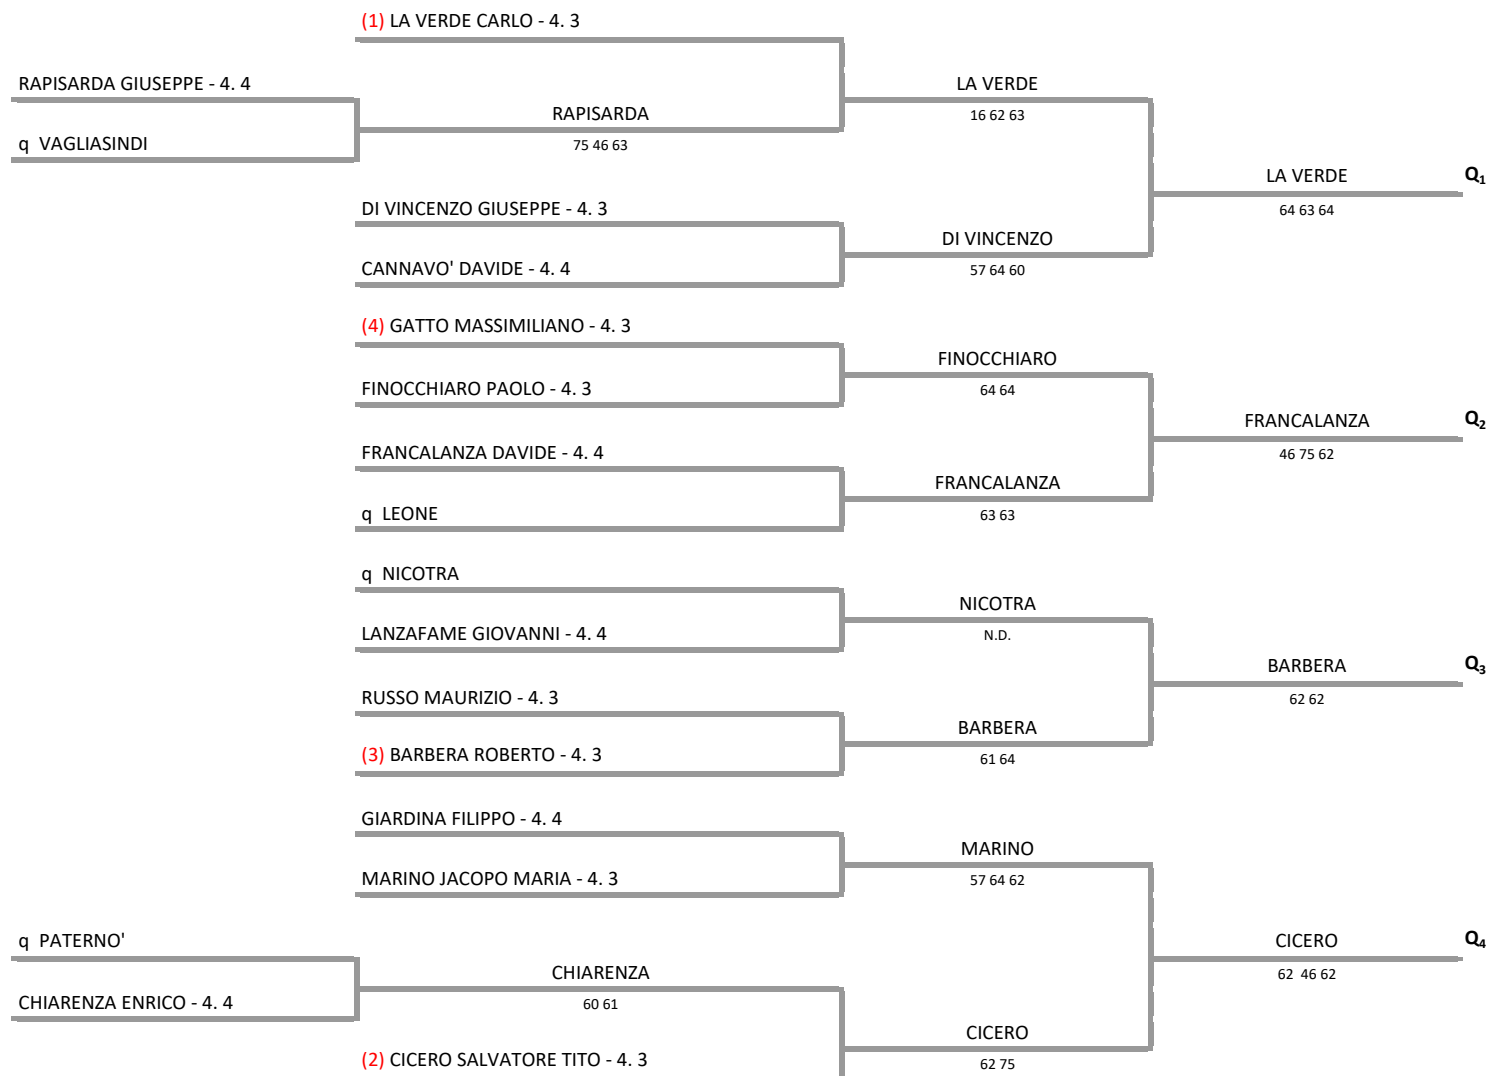 (1) LA VERDE CARLO - 4. 3
RAPISARDA GIUSEPPE - 4. 4
LA VERDE
RAPISARDA
16 62 63
q VAGLIASINDI
75 46 63
LA VERDE
Q1
DI VINCENZO GIUSEPPE - 4. 3
64 63 64
DI VINCENZO
CANNAVO' DAVIDE - 4. 4
57 64 60
(4) GATTO MASSIMILIANO - 4. 3
FINOCCHIARO
FINOCCHIARO PAOLO - 4. 3
64 64
FRANCALANZA
Q2
FRANCALANZA DAVIDE - 4. 4
46 75 62
FRANCALANZA
q LEONE
63 63
q NICOTRA
NICOTRA
LANZAFAME GIOVANNI - 4. 4
N.D.
BARBERA
Q3
RUSSO MAURIZIO - 4. 3
62 62
BARBERA
(3) BARBERA ROBERTO - 4. 3
61 64
GIARDINA FILIPPO - 4. 4
MARINO
MARINO JACOPO MARIA - 4. 3
57 64 62
q PATERNO'
CICERO
Q4
CHIARENZA
62 46 62
CHIARENZA ENRICO - 4. 4
60 61
CICERO
(2) CICERO SALVATORE TITO - 4. 3
62 75